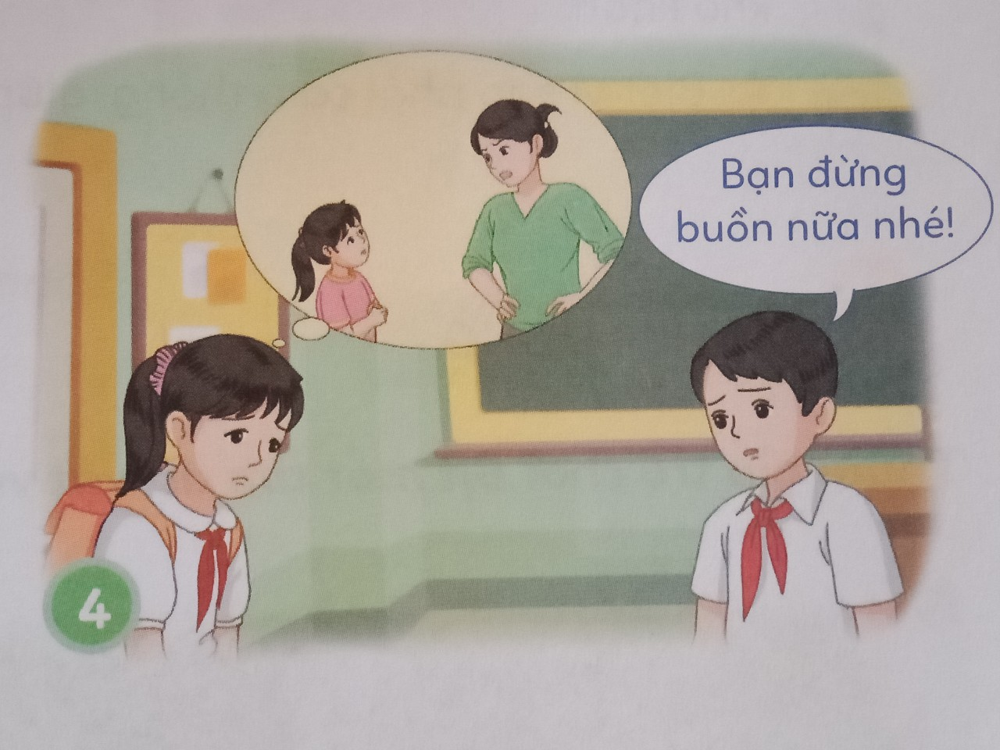 Bạn đừng
buồn nữa nhé!
4